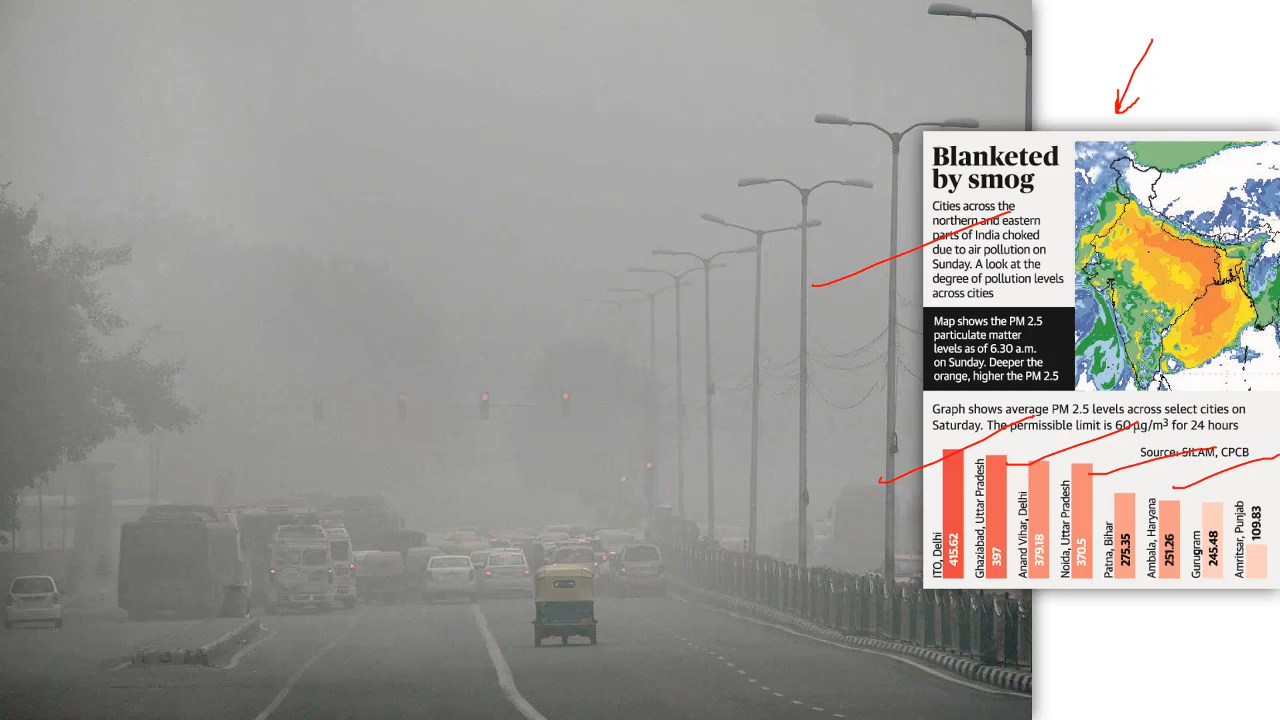 Blanketed
by smog
Cities across the
northern and eastern
parts of India choked
due to air pollution on
Sunday. A look at the
degree of pollution levels
across cities
Map shows the PM 2.5
particulate matter
levels as of 6.30 a.m.
on Sunday. Deeper the
orange, higher the PM 2.5
Graph shows average PM 2.5 levels across select cities on
Saturday. The permissible limit is 60 µg/m³ for 24 hours
Source: SILAM, CPCB
ITO, Delhi
415.62
Ghaziabad, Uttar Pradesh
397
Anand Vihar, Delhi
379.18
Noida, Uttar Pradesh
370.5
Patna, Bihar
275.35
Ambala, Haryana
251.26
Gurugram
245.48
Amritsar, Punjab
109.83